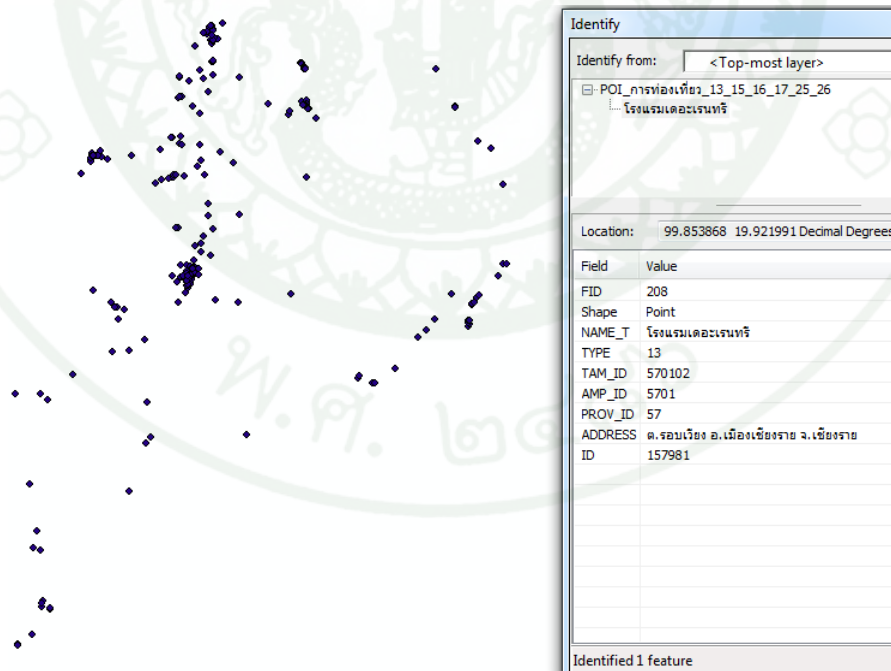 Identify
Identify from: <Top-most layer>
POI_การท่องเที่ยว_13_15_16_17_25_26
โรงแรมเดอะเรนทรี
Location: 99.853868 19.921991 Decimal Degrees
Field Value
FID 208
Shape Point
NAME_T โรงแรมเดอะเรนทรี
TYPE 13
TAM_ID 570102
AMP_ID 5701
PROV_ID 57
ADDRESS ต.รอบเวียง อ.เมืองเชียงราย จ.เชียงราย
ID 157981
Identified 1 feature
พ.ศ. ๒๔๘๖